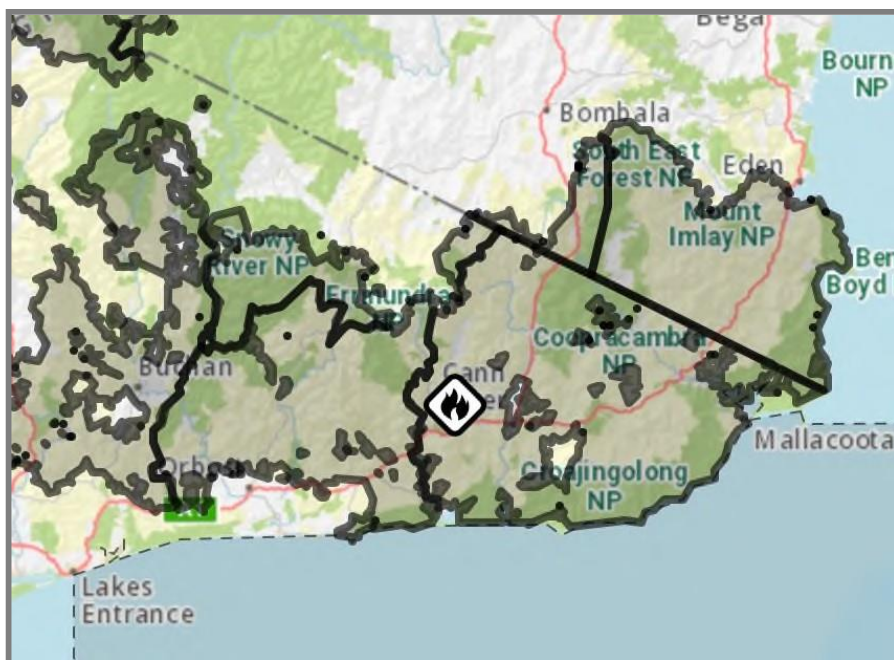 Bega
Bourn
NP
Bombala
South East
Forest NP
Eden
Mount
Imlay NP
Snowy
River NP
Ben
Boyd
Errinundra
NP
Coopracambra
NP
Buchan
Cann
Mallacoota
Orbost
Croajingolong
NP
Lakes
Entrance